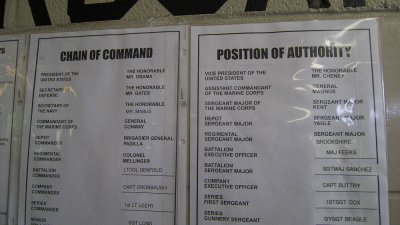 CHAIN OF COMMAND
PRESIDENT OF THE UNITED STATES THE HONORABLE MR. OBAMA
SECRETARY OF DEFENSE THE HONORABLE MR. GATES
SECRETARY OF THE NAVY THE HONORABLE MR. MABUS
COMMANDANT OF THE MARINE CORPS GENERAL CONWAY
DEPOT COMMANDER BRIGADIER GENERAL PADILLA
REGIMENTAL COMMANDER COLONEL MELLINGER
BATTALION COMMANDER LTCOL BENFIELD
COMPANY COMMANDER CAPT CRONBAUGH
SERIES COMMANDER 1st LT LEEHY
SENIOR SGT LONG
POSITION OF AUTHORITY
VICE PRESIDENT OF THE UNITED STATES THE HONORABLE MR. CHENEY
ASSISTANT COMMANDANT OF THE MARINE CORPS GENERAL MAGNUS
SERGEANT MAJOR OF THE MARINE CORPS SERGEANT MAJOR KENT
DEPOT SERGEANT MAJOR SERGEANT MAJOR YAGLE
REGIMENTAL SERGEANT MAJOR SERGEANT MAJOR BROOKSHIRE
BATTALION EXECUTIVE OFFICER MAJ FEEKS
BATTALION SERGEANT MAJOR SGTMAJ SANCHEZ
COMPANY EXECUTIVE OFFICER CAPT BUTTRY
SERIES FIRST SERGEANT 1STSGT COX
SERIES GUNNERY SERGEANT GYSGT BEAGLE